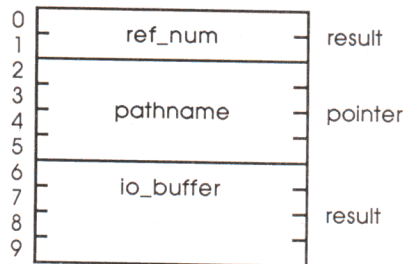 0
1
ref_num
result
2
3
4
5
pathname
pointer
6
7
8
9
io_buffer
result